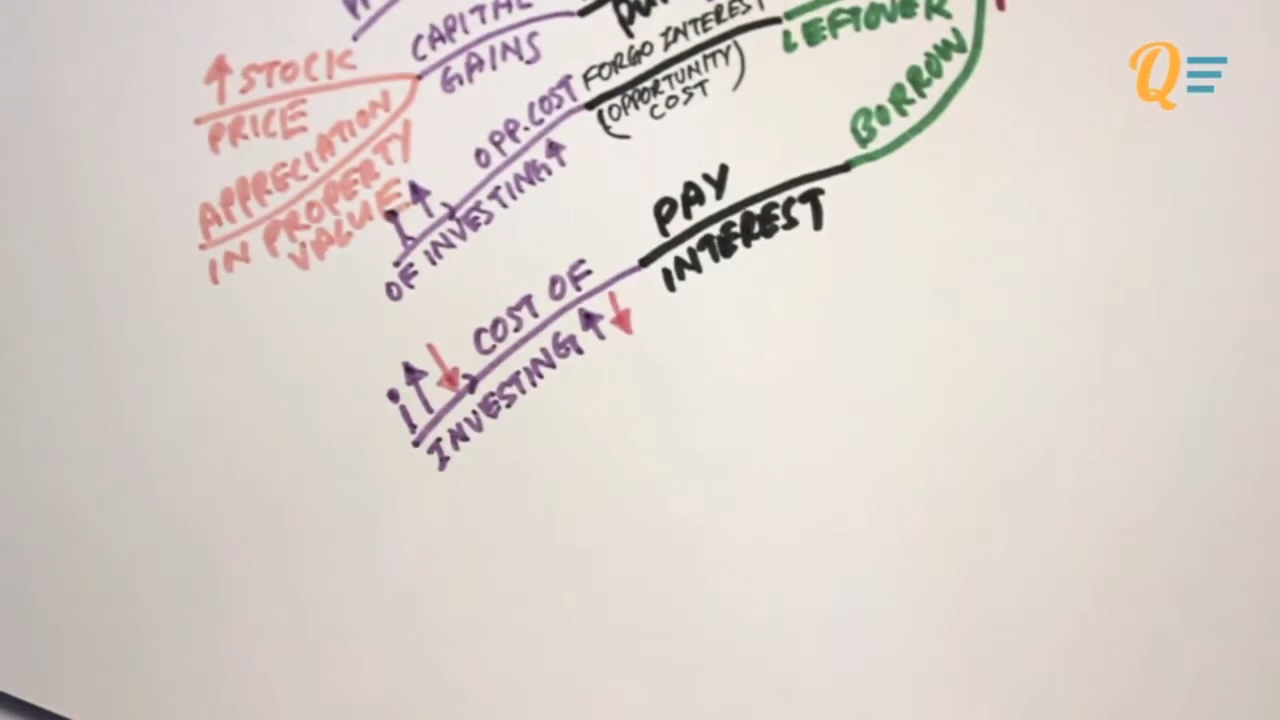 CAPITAL
GAINS
↑ STOCK
PRICE
APPRECIATION
IN PROPERTY
VALUE
LEFTOVER
FORGO INTEREST
(OPPORTUNITY
COST)
i↑, OPP. COST
OF INVESTING↑
BORROW
PAY
INTEREST
i↑↓, COST OF
INVESTING↑↓
Q